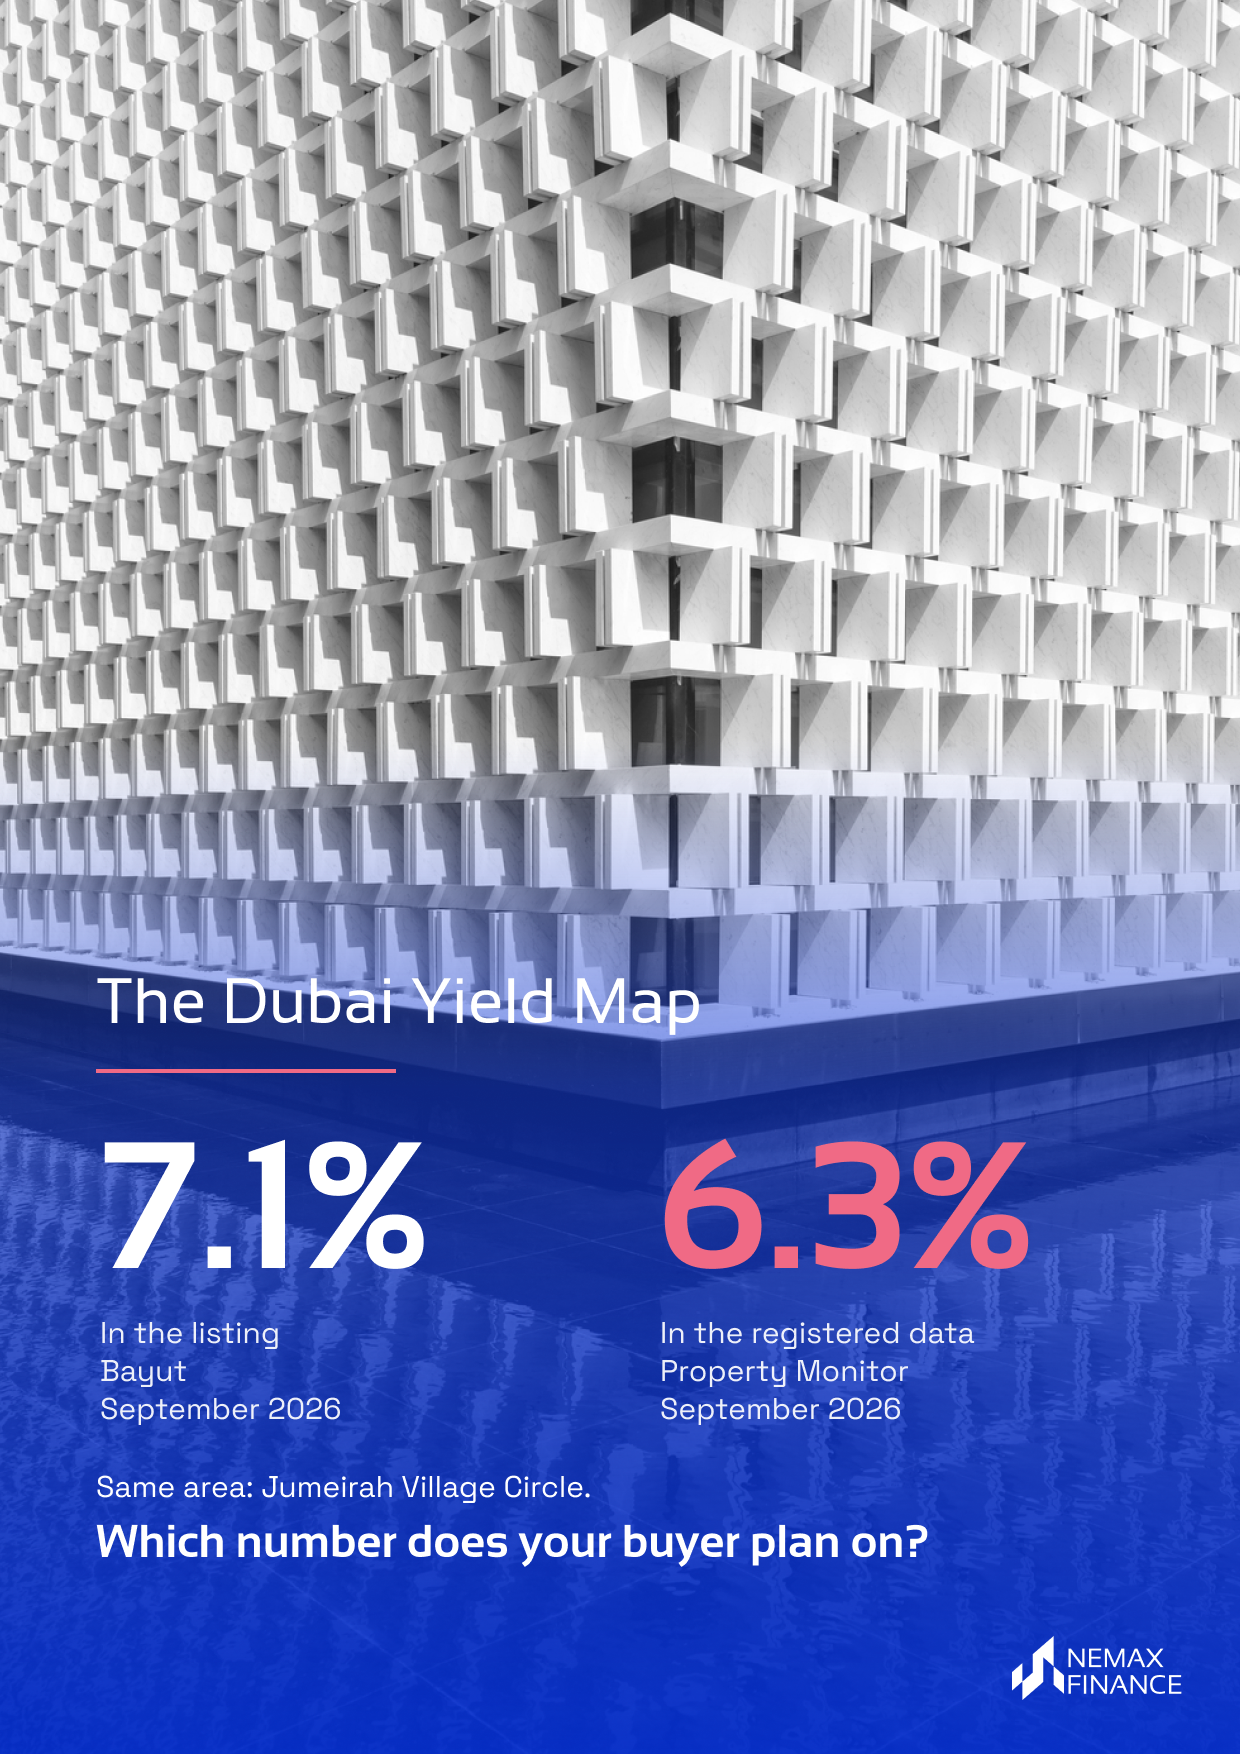 The Dubai Yield Map
7.1%
In the listing
Bayut
September 2026
6.3%
In the registered data
Property Monitor
September 2026
Same area: Jumeirah Village Circle.
Which number does your buyer plan on?
NEMAX
FINANCE